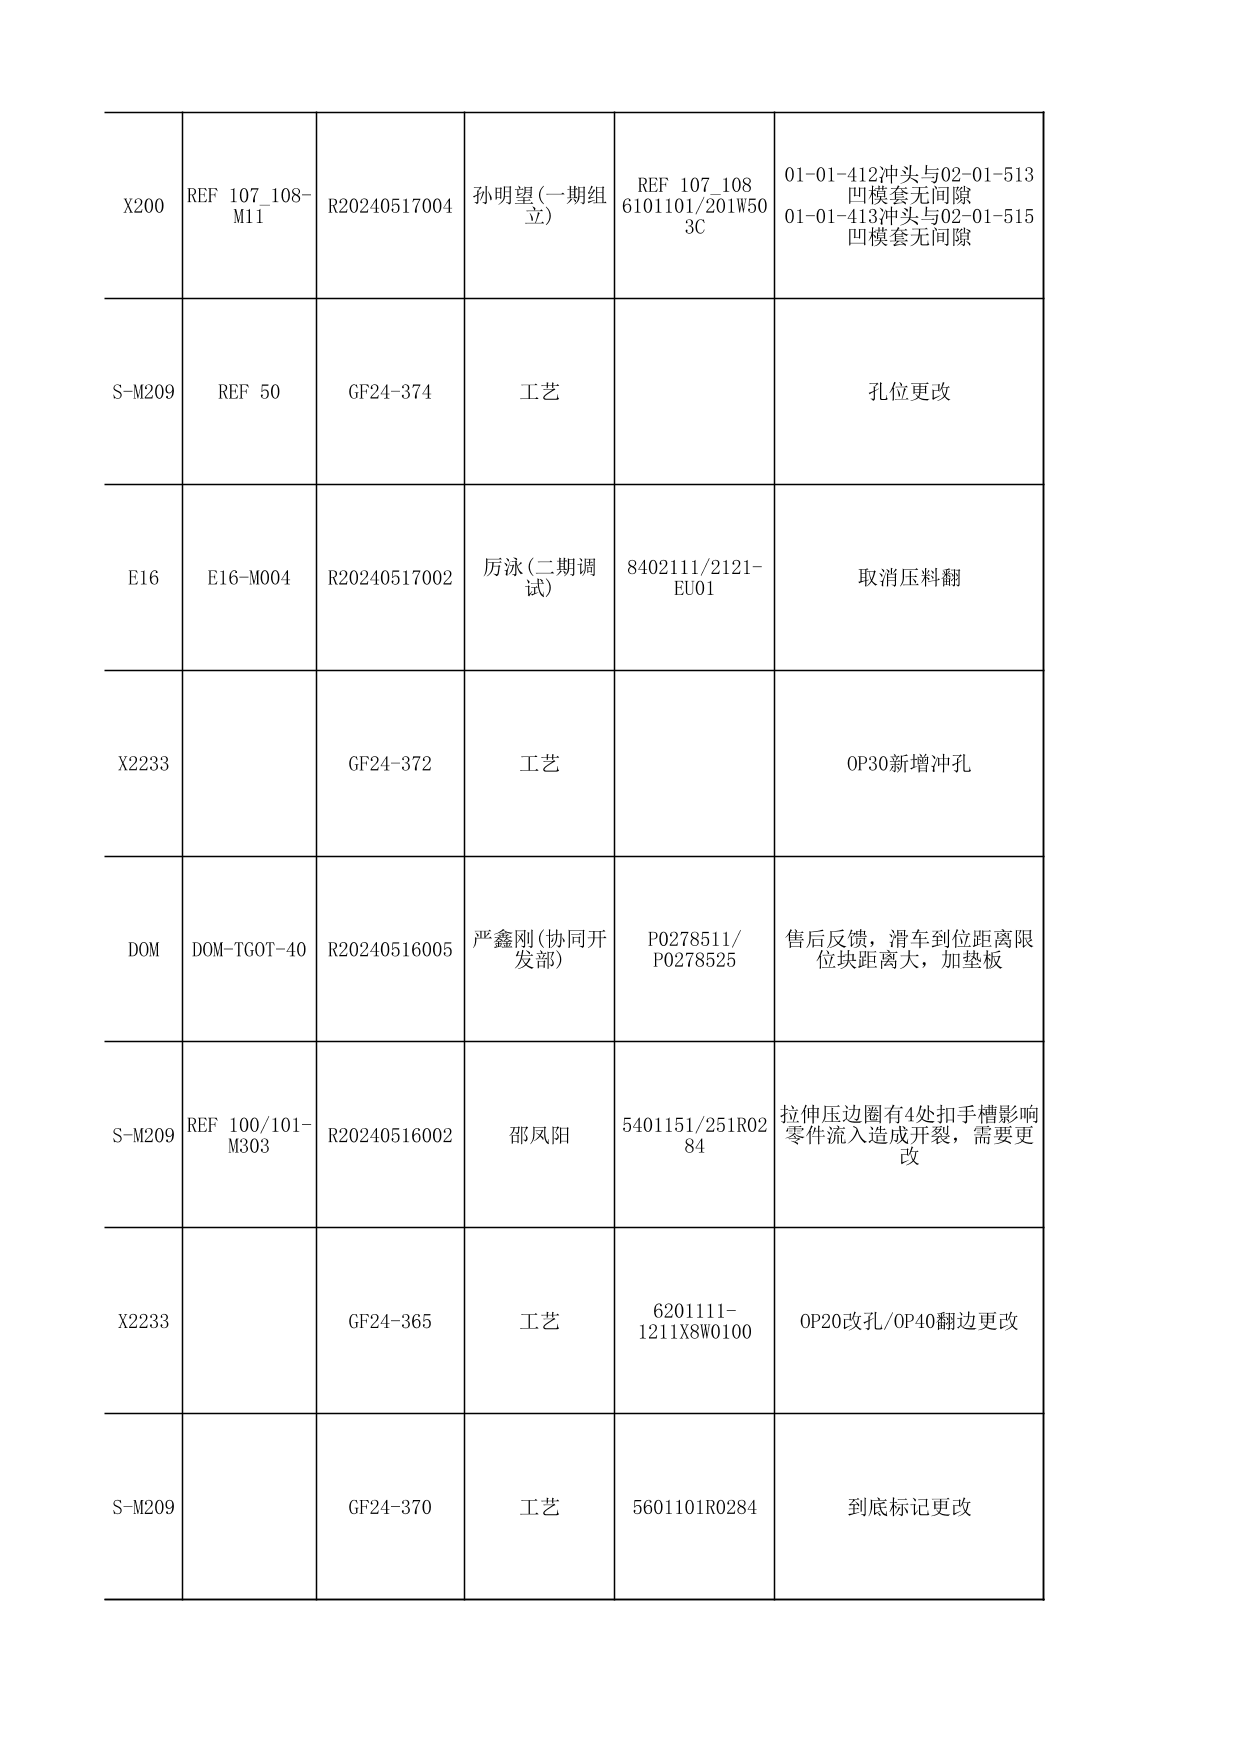 X200
REF 107_108-
M11
R20240517004
孙明望(一期组
立)
REF 107_108
6101101/201W50
3C
01-01-412冲头与02-01-513
凹模套无间隙
01-01-413冲头与02-01-515
凹模套无间隙
S-M209
REF 50
GF24-374
工艺
孔位更改
E16
E16-M004
R20240517002
厉泳(二期调
试)
8402111/2121-
EU01
取消压料翻
X2233
GF24-372
工艺
OP30新增冲孔
DOM
DOM-TGOT-40
R20240516005
严鑫刚(协同开
发部)
P0278511/
P0278525
售后反馈，滑车到位距离限
位块距离大，加垫板
S-M209
REF 100/101-
M303
R20240516002
邵凤阳
5401151/251R02
84
拉伸压边圈有4处扣手槽影响
零件流入造成开裂，需要更
改
X2233
GF24-365
工艺
6201111-
1211X8W0100
OP20改孔/OP40翻边更改
S-M209
GF24-370
工艺
5601101R0284
到底标记更改